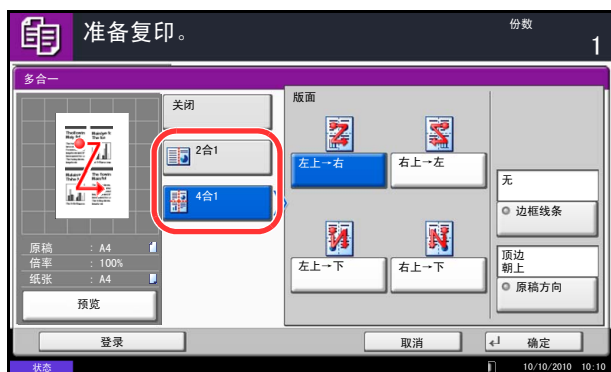 准备复印。
份数
1
多合一
关闭
2合1
4合1
版面
左上→右
右上→左
左上→下
右上→下
无
边框线条
顶边
朝上
原稿方向
原稿 : A4
倍率 : 100%
纸张 : A4
预览
登录
取消
确定
状态
10/10/2010 10:10